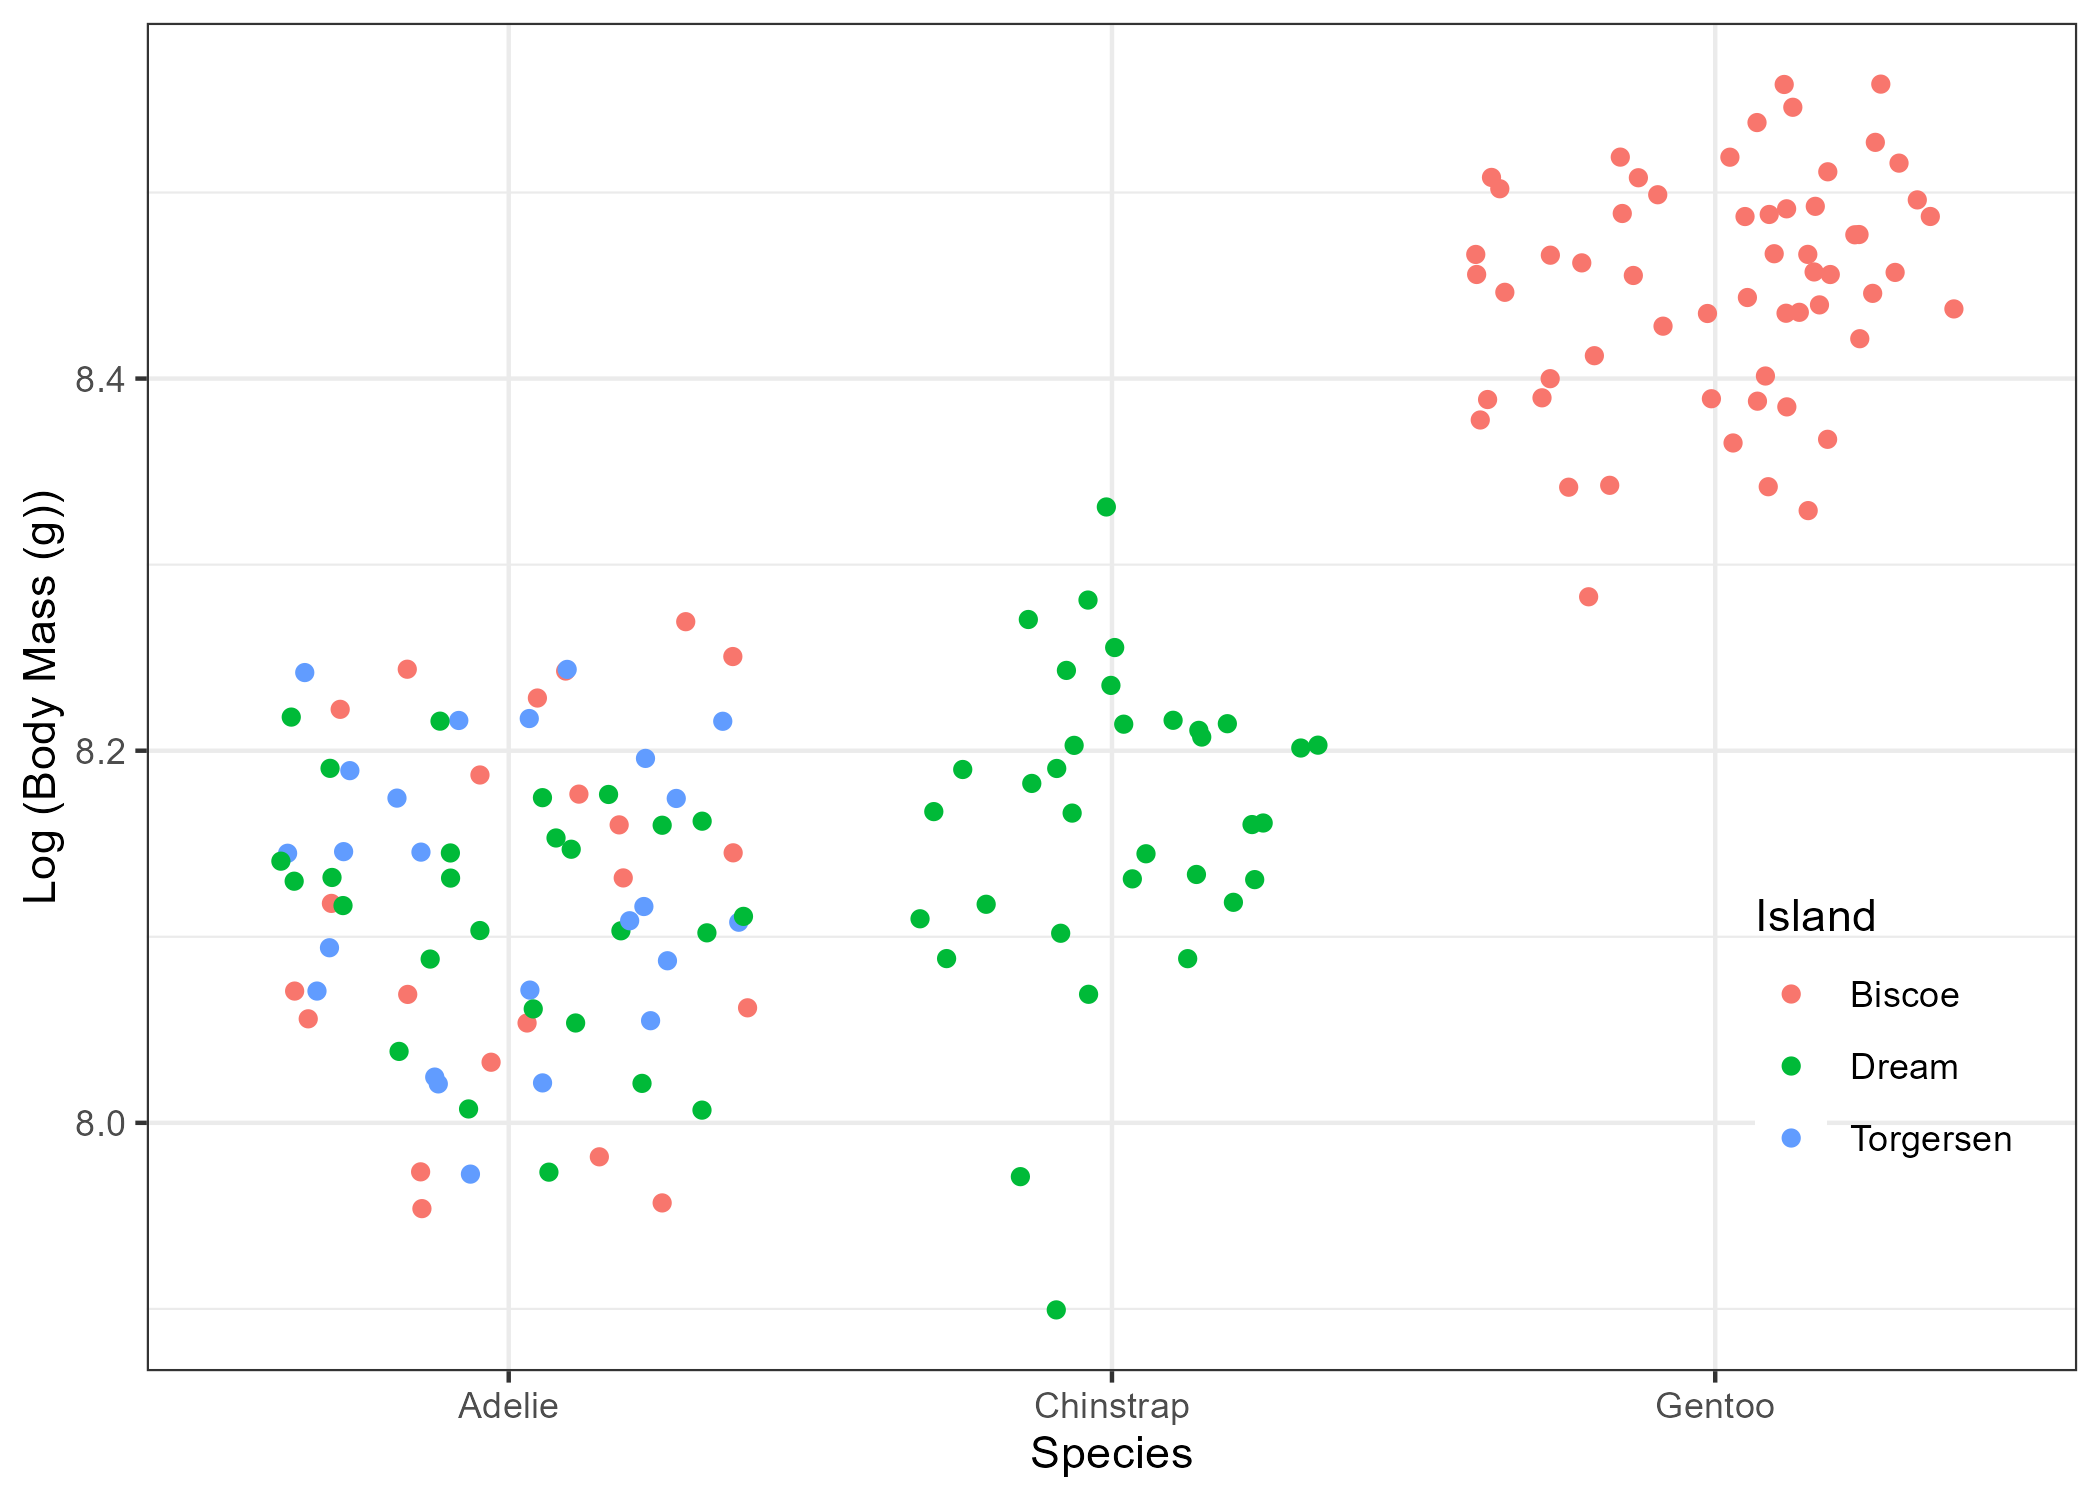 Log (Body Mass (g))
8.4
8.2
8.0
Adelie
Chinstrap
Gentoo
Species
Island
Biscoe
Dream
Torgersen